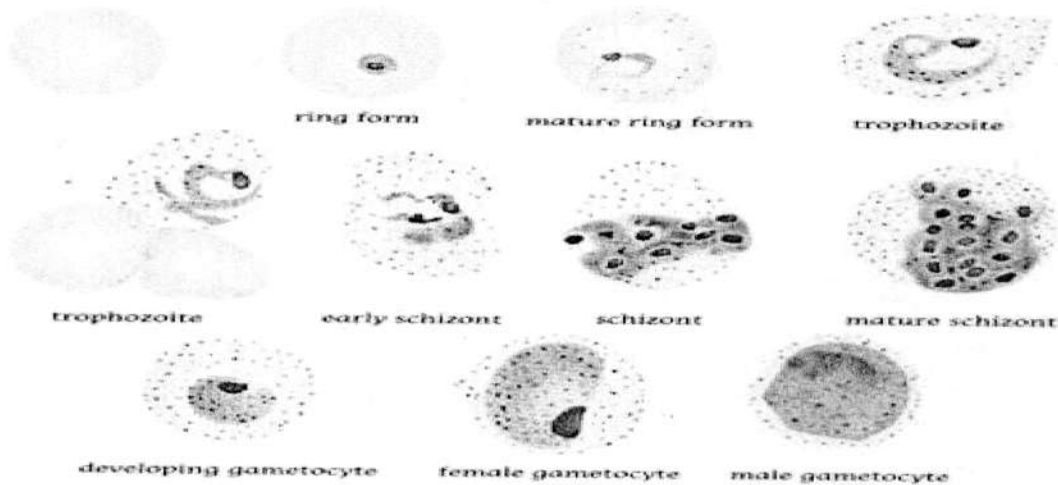 ring form mature ring form trophozoite
trophozoite early schizont schizont mature schizont
developing gametocyte female gametocyte male gametocyte